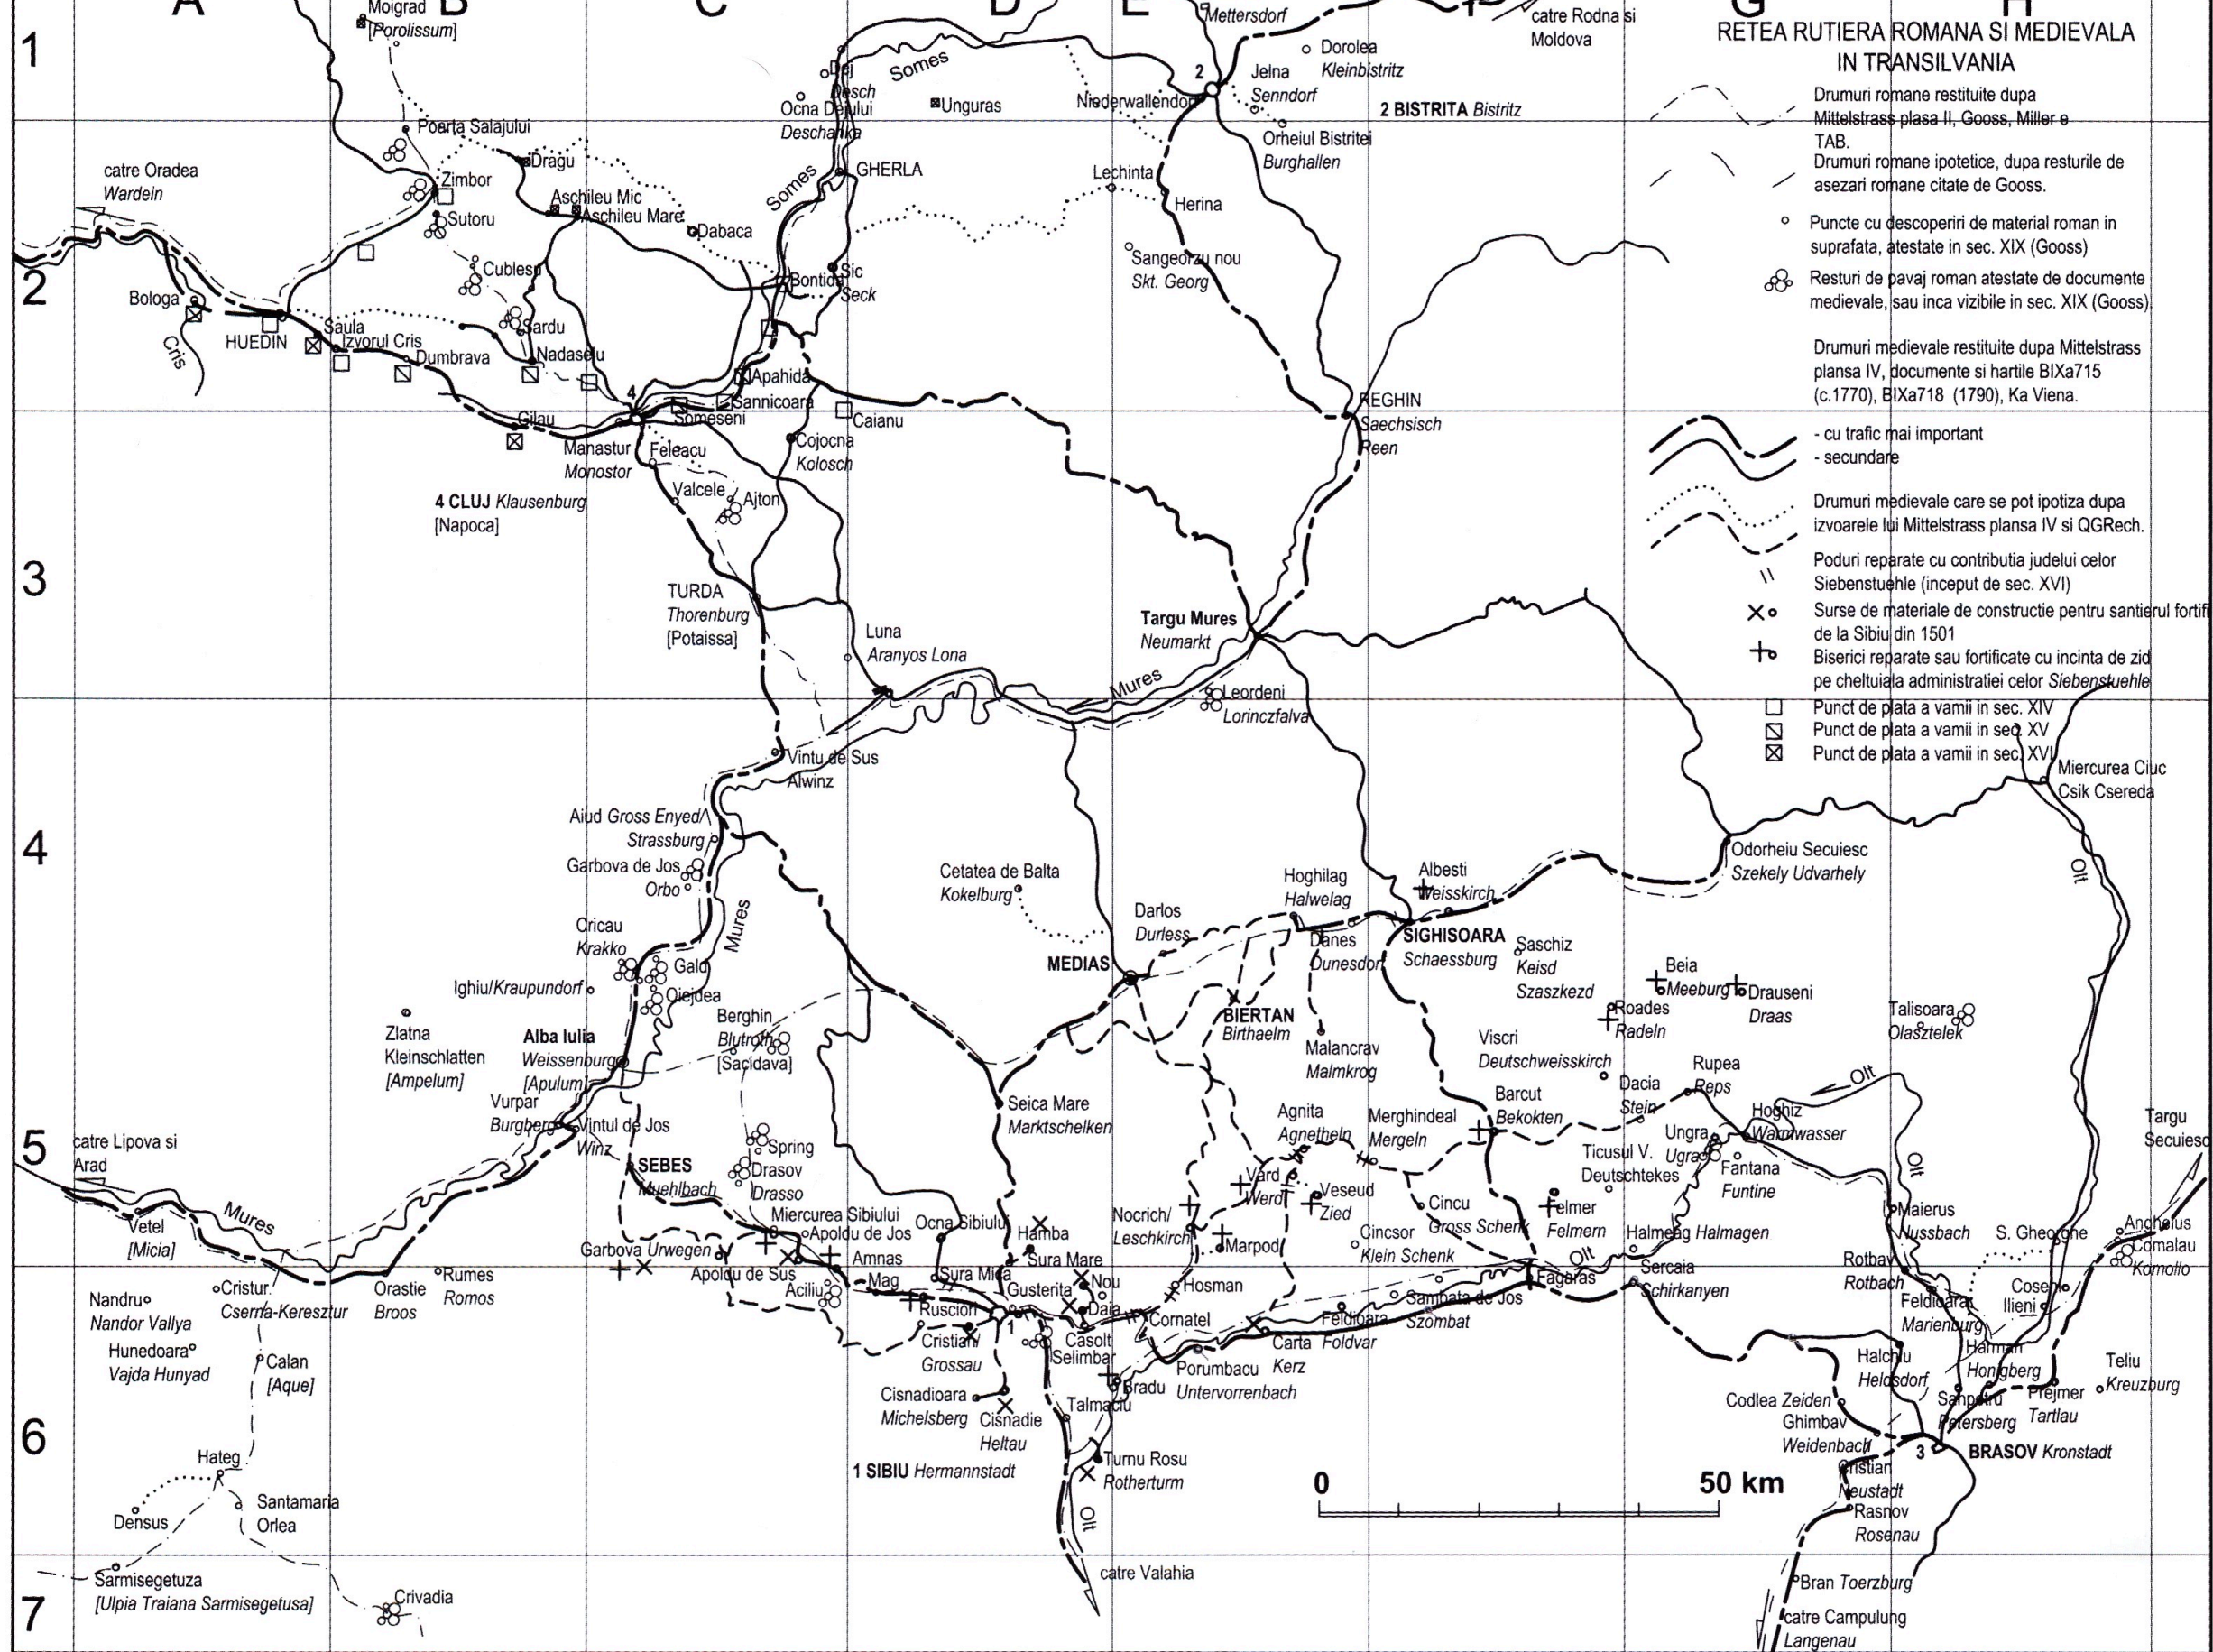 A B C D E F G H
1
2
3
4
5
6
7
RETEA RUTIERA ROMANA SI MEDIEVALA
IN TRANSILVANIA
Drumuri romane restituite dupa
Mittelstrass plasa II, Gooss, Miller e
TAB.
Drumuri romane ipotetice, dupa resturile de
asezari romane citate de Gooss.
Puncte cu descoperiri de material roman in
suprafata, atestate in sec. XIX (Gooss)
Resturi de pavaj roman atestate de documente
medievale, sau inca vizibile in sec. XIX (Gooss).
Drumuri medievale restituite dupa Mittelstrass
plansa IV, documente si hartile BIXa715
(c.1770), BIXa718 (1790), Ka Viena.
- cu trafic mai important
- secundare
Drumuri medievale care se pot ipotiza dupa
izvoarele lui Mittelstrass plansa IV si QGRech.
Poduri reparate cu contributia judelui celor
Siebenstuehle (inceput de sec. XVI)
Surse de materiale de constructie pentru santierul fortifi
de la Sibiu din 1501
Biserici reparate sau fortificate cu incinta de zid
pe cheltuiala administratiei celor Siebenstuehle
Punct de plata a vamii in sec. XIV
Punct de plata a vamii in sec. XV
Punct de plata a vamii in sec. XVI
Moigrad
[Porolissum]
Poarta Salajului
catre Oradea
Wardein
Zimbor
Sutoru
Dragu
Aschileu Mic
Aschileu Mare
Dabaca
Cublesu
Bologa
Cris
HUEDIN
Saula
Izvorul Cris
Dumbrava
Sardu
Nadaselu
Gilau
Dej
Desch
Ocna Dejului
Deschanka
Somes
Unguras
GHERLA
Somes
Bontida
Sic
Seck
Apahida
Sannicoara
Someseni
Caianu
4
Manastur
Monostor
Feleacu
Cojocna
Kolosch
4 CLUJ Klausenburg
[Napoca]
Valcele
Ajton
TURDA
Thorenburg
[Potaissa]
Luna
Aranyos Lona
Mettersdorf
catre Rodna si
Moldova
Dorolea
Kleinbistritz
2
Jelna
Senndorf
Niederwallendorf
2 BISTRITA Bistritz
Orheiul Bistritei
Burghallen
Lechinta
Herina
Sangeorzu nou
Skt. Georg
REGHIN
Saechsisch
Reen
Targu Mures
Neumarkt
Mures
Leordeni
Lorinczfalva
Vintu de Sus
Alwinz
Aiud Gross Enyed/
Strassburg
Garbova de Jos
Orbo
Mures
Cricau
Krakko
Gald
Oiejdea
Ighiu/Kraupundorf
Zlatna
Kleinschlatten
[Ampelum]
Alba Iulia
Weissenburg
[Apulum]
Berghin
Blutroth
[Sacidava]
Vurpar
Burgberg
Vintul de Jos
Winz
SEBES
Muehlbach
Spring
Drasov
Drasso
Cetatea de Balta
Kokelburg
MEDIAS
Darlos
Durless
Hoghilag
Halwelag
Danes
Dunesdorf
BIERTAN
Birthaelm
Malancrav
Malmkrog
Albesti
Weisskirch
SIGHISOARA
Schaessburg
Saschiz
Keisd
Szaszkezd
Odorheiu Secuiesc
Szekely Udvarhely
Miercurea Ciuc
Csik Csereda
Olt
Beia
Meeburg
Drauseni
Draas
Roades
Radeln
Talisoara
Olasztelek
Viscri
Deutschweisskirch
Dacia
Stein
Rupea
Reps
Olt
Hoghiz
Warmwasser
Barcut
Bekokten
Merghindeal
Mergeln
Agnita
Agnetheln
Ungra
Ugra
Fantana
Funtine
Ticusul V.
Deutschtekes
Olt
Targu
Secuiesc
Seica Mare
Marktschelken
catre Lipova si
Arad
Mures
Vetel
[Micia]
Cristur
Cserna-Keresztur
Nandru
Nandor Vallya
Hunedoara
Vajda Hunyad
Calan
[Aque]
Orastie
Broos
Rumes
Romos
Hateg
Densus
Santamaria
Orlea
Sarmisegetuza
[Ulpia Traiana Sarmisegetusa]
Crivadia
Miercurea Sibiului
Apoldu de Jos
Garbova Urwegen
Apoldu de Sus
Amnas
Aciliu
Mag
Ocna Sibiului
Sura Mica
Rusciori
Cristian/
Grossau
Hamba
Sura Mare
Gusterita
Nou
Daia
1
Casolt
Selimbar
Cisnadioara
Michelsberg
Cisnadie
Heltau
1 SIBIU Hermannstadt
Talmaciu
Bradu
Turnu Rosu
Rotherturm
Olt
catre Valahia
Nocrich/
Leschkirch
Vard
Werd
Marpod
Veseud
Zied
Hosman
Cornatel
Porumbacu
Untervorrenbach
Carta
Kerz
Feldioara
Foldvar
Sambata de Jos
Szombat
Cincu
Gross Schenk
Cincsor
Klein Schenk
Felmer
Felmern
Olt
Fagaras
Halmeag Halmagen
Sercaia
Schirkanyen
Maierus
Nussbach
Rotbav
Rotbach
Feldioara
Marienburg
S. Gheorghe
Coseni
Ilieni
Anghelus
Comalau
Komollo
Halchiu
Heldsdorf
Harman
Honigberg
Sanpetru
Petersberg
Prejmer
Tartlau
Teliu
Kreuzburg
Codlea Zeiden
Ghimbav
Weidenbach
3
BRASOV Kronstadt
Cristian
Neustadt
Rasnov
Rosenau
Bran Toerzburg
catre Campulung
Langenau
0
50 km